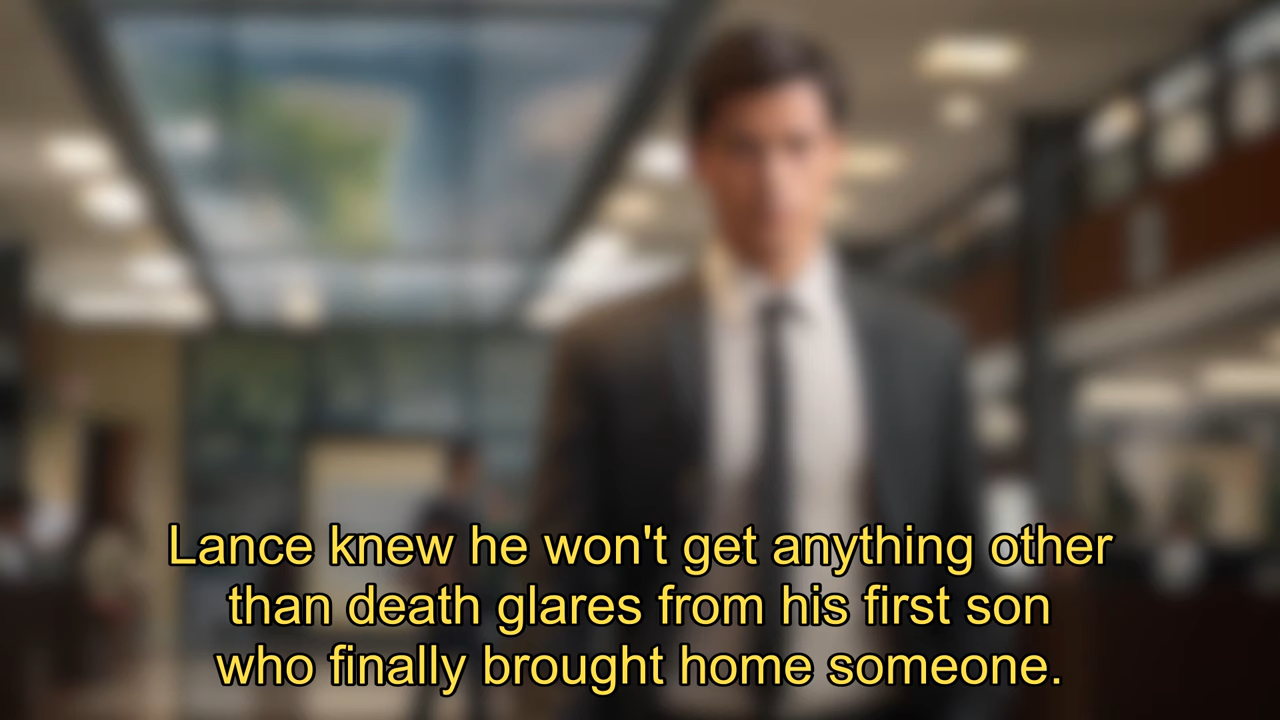 Lance knew he won't get anything other
than death glares from his first son
who finally brought home someone.